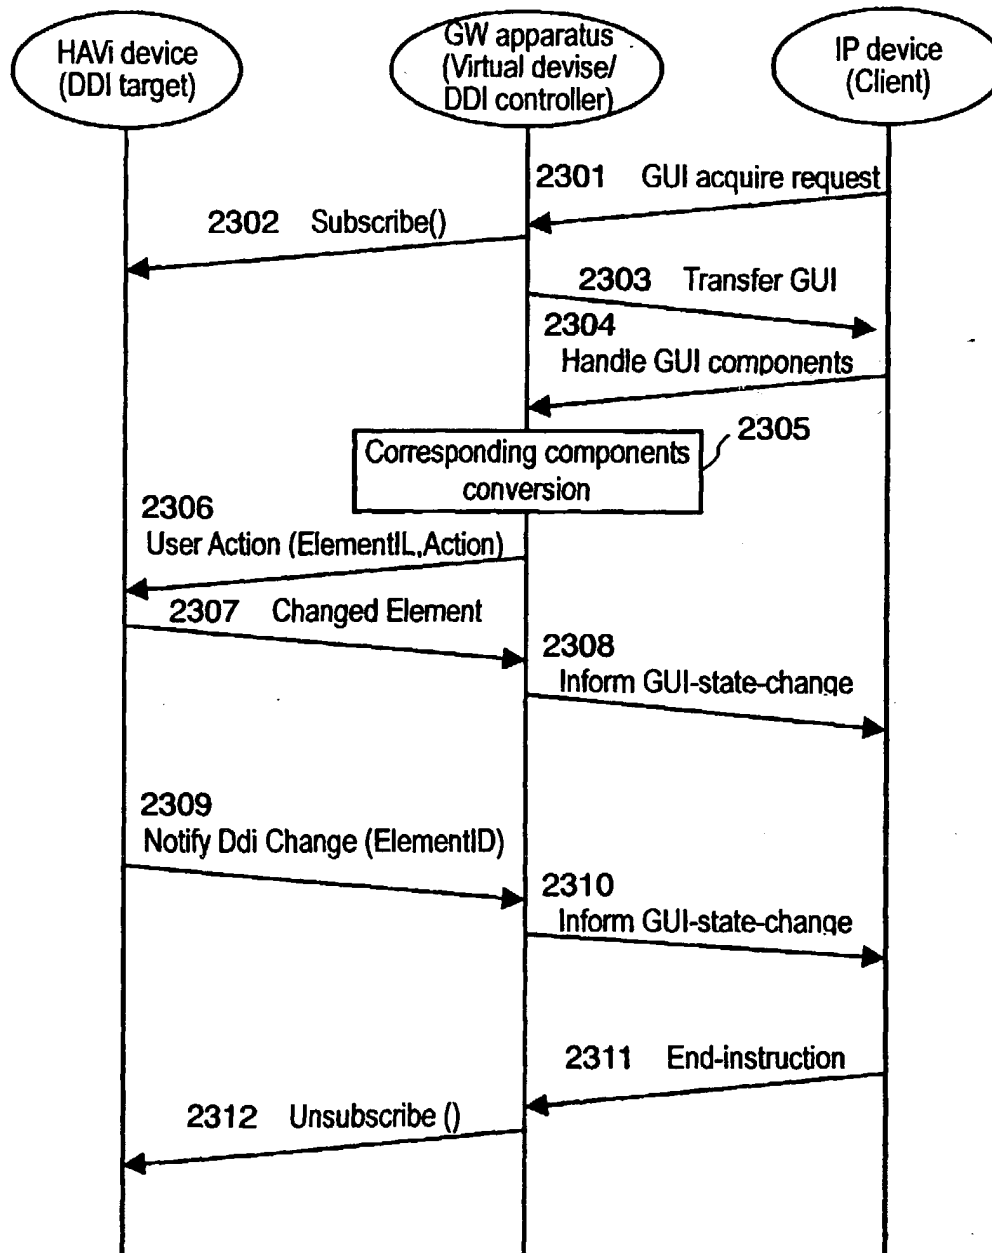 HAVi device
(DDI target)
GW apparatus
(Virtual devise/
DDI controller)
IP device
(Client)
2301 GUI acquire request
2302 Subscribe()
2303 Transfer GUI
2304
Handle GUI components
2305
Corresponding components
conversion
2306
User Action (ElementIL,Action)
2307 Changed Element
2308
Inform GUI-state-change
2309
Notify Ddi Change (ElementID)
2310
Inform GUI-state-change
2311 End-instruction
2312 Unsubscribe ()